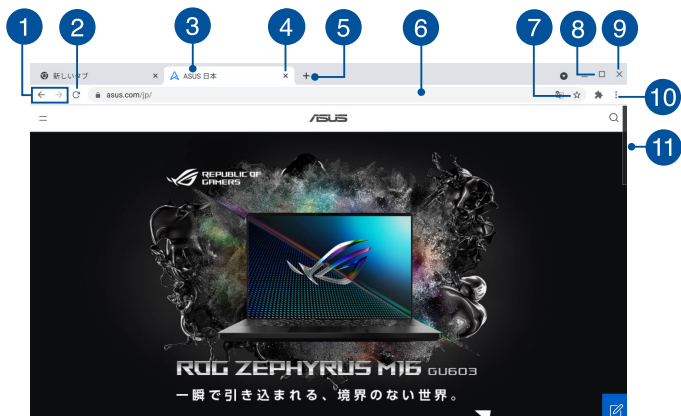 1 2 3 4 5 6 7 8 9
新しいタブ ASUS 日本
asus.com/jp/
10
ASUS
11
REPUBLIC OF
GAMERS
ROG ZEPHYRUS M16 GU603
一瞬で引き込まれる、境界のない世界。